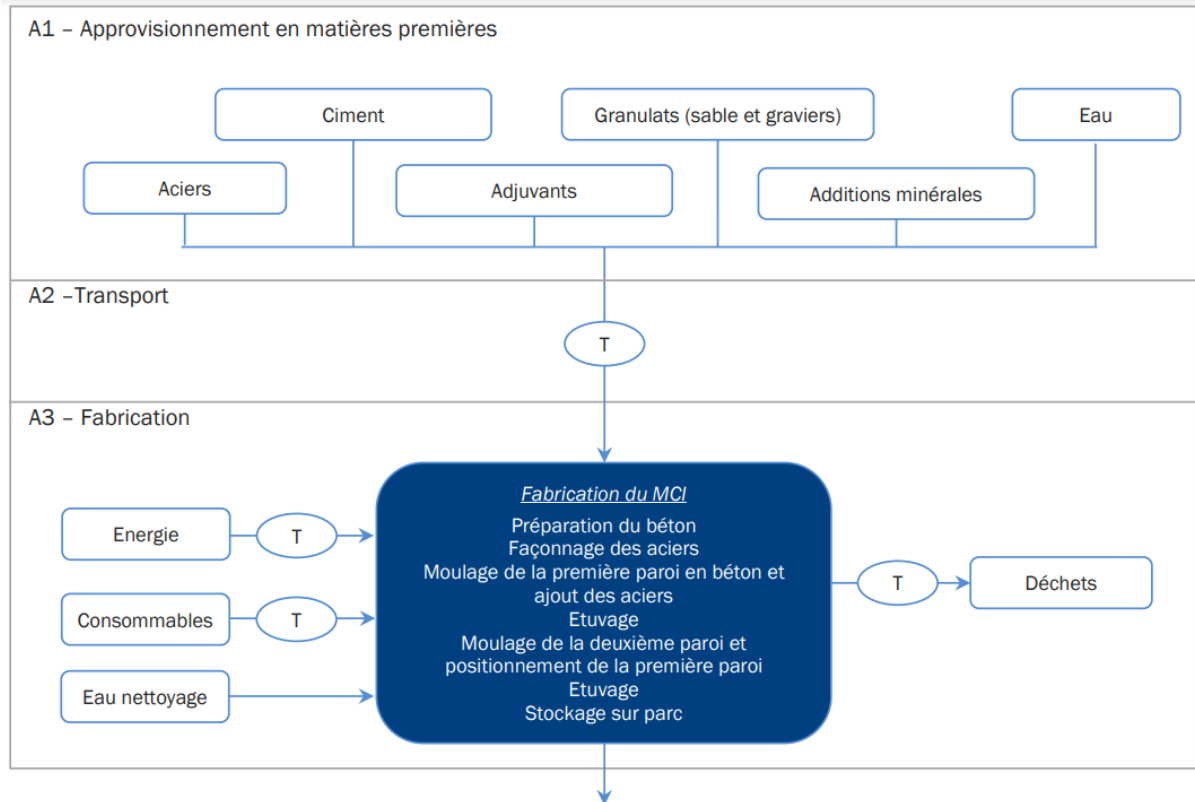 A1 – Approvisionnement en matières premières
Ciment
Granulats (sable et graviers)
Eau
Aciers
Adjuvants
Additions minérales
A2 –Transport
T
A3 – Fabrication
Fabrication du MCI
Préparation du béton
Façonnage des aciers
Moulage de la première paroi en béton et
ajout des aciers
Etuvage
Moulage de la deuxième paroi et
positionnement de la première paroi
Etuvage
Stockage sur parc
Energie
T
Consommables
T
Eau nettoyage
T
Déchets